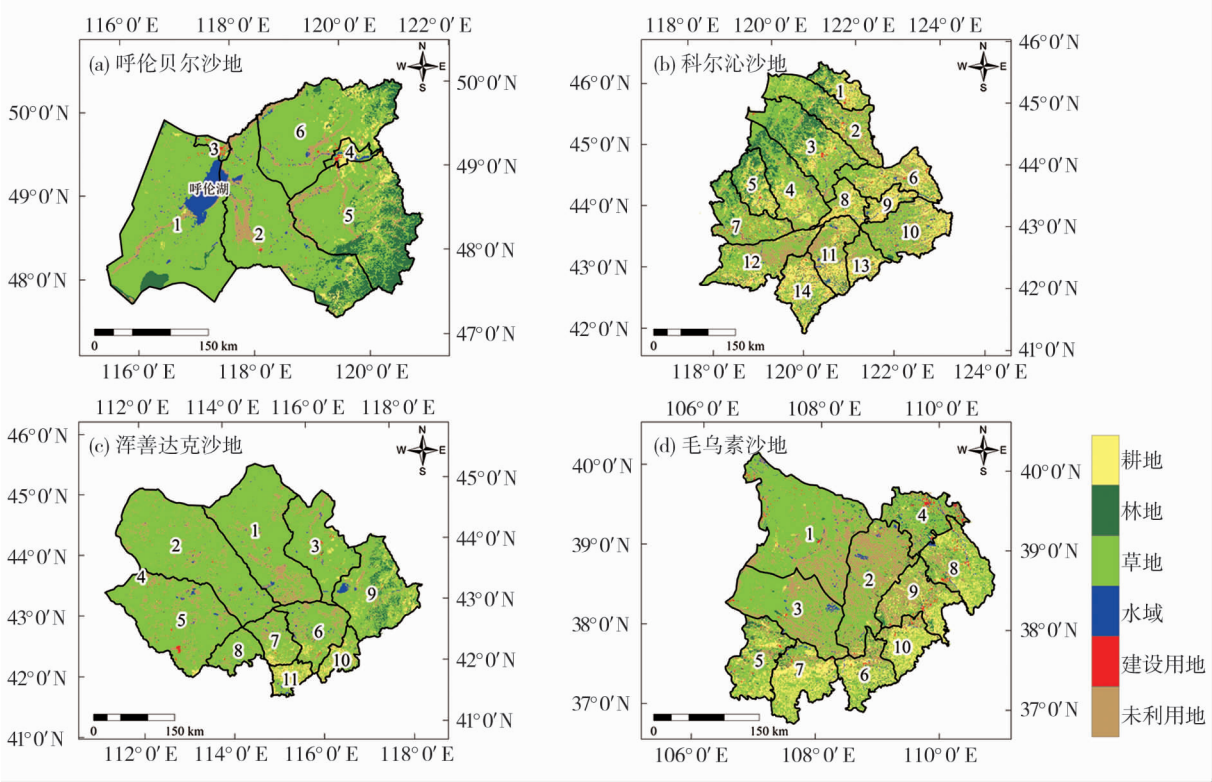 116°0′E 118°0′E 120°0′E 122°0′E
(a) 呼伦贝尔沙地
N
W E
S
50°0′N
49°0′N
48°0′N
50°0′N
49°0′N
48°0′N
47°0′N
呼伦湖
1
2
3
4
5
6
0 150 km
116°0′E 118°0′E 120°0′E
118°0′E 120°0′E 122°0′E 124°0′E
(b) 科尔沁沙地
N
W E
S
45°0′N
44°0′N
43°0′N
42°0′N
46°0′N
45°0′N
44°0′N
43°0′N
42°0′N
41°0′N
1
2
3
4
5
6
7
8
9
10
11
12
13
14
0 150 km
118°0′E 120°0′E 122°0′E 124°0′E
112°0′E 114°0′E 116°0′E 118°0′E
(c) 浑善达克沙地
N
W E
S
46°0′N
45°0′N
44°0′N
43°0′N
42°0′N
41°0′N
45°0′N
44°0′N
43°0′N
42°0′N
41°0′N
1
2
3
4
5
6
7
8
9
10
11
0 150 km
112°0′E 114°0′E 116°0′E 118°0′E
106°0′E 108°0′E 110°0′E
(d) 毛乌素沙地
N
W E
S
40°0′N
39°0′N
38°0′N
37°0′N
40°0′N
39°0′N
38°0′N
37°0′N
1
2
3
4
5
6
7
8
9
10
0 150 km
106°0′E 108°0′E 110°0′E
耕地
林地
草地
水域
建设用地
未利用地